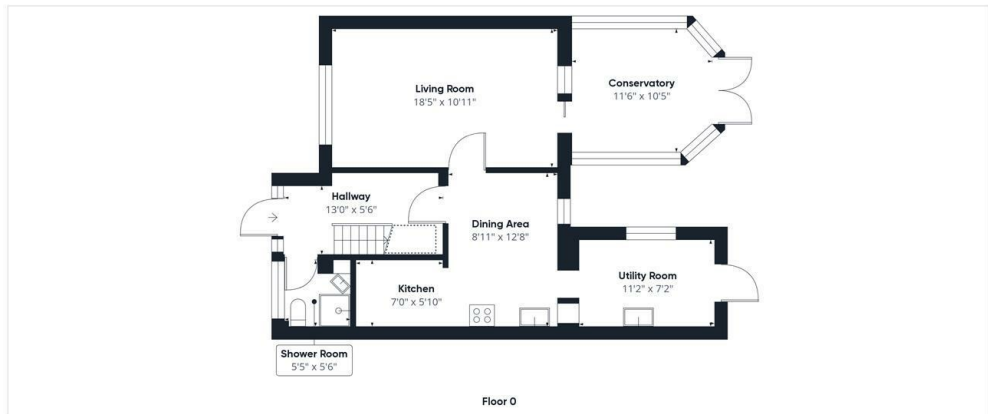 Living Room
18'5" x 10'11"
Conservatory
11'6" x 10'5"
Hallway
13'0" x 5'6"
Dining Area
8'11" x 12'8"
Kitchen
7'0" x 5'10"
Utility Room
11'2" x 7'2"
Shower Room
5'5" x 5'6"
Floor 0